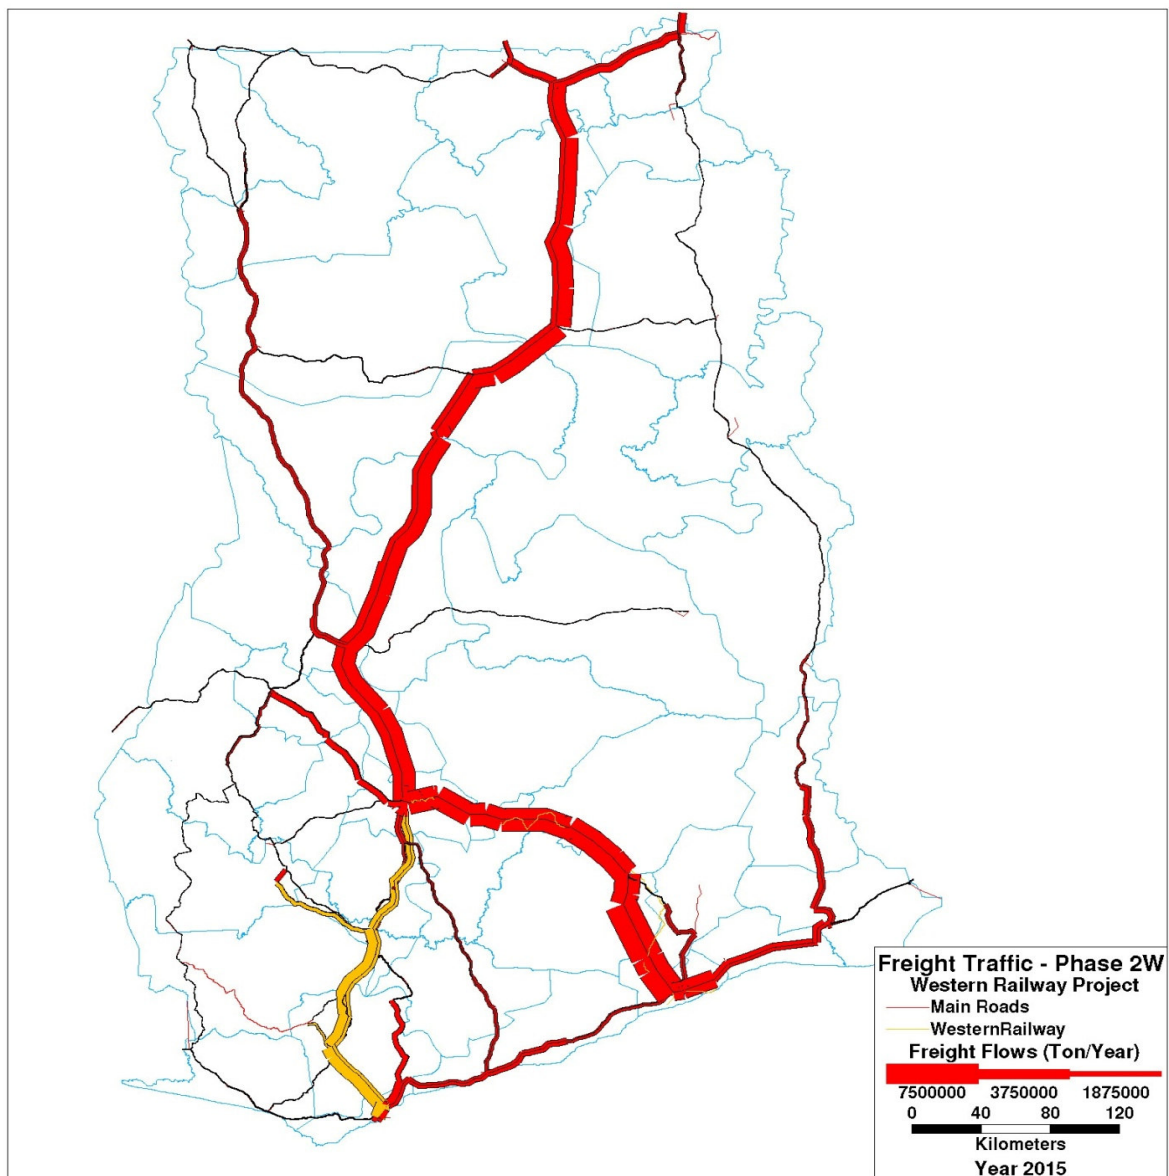 Freight Traffic - Phase 2W
Western Railway Project
Main Roads
WesternRailway
Freight Flows (Ton/Year)
7500000 3750000 1875000
0 40 80 120
Kilometers
Year 2015